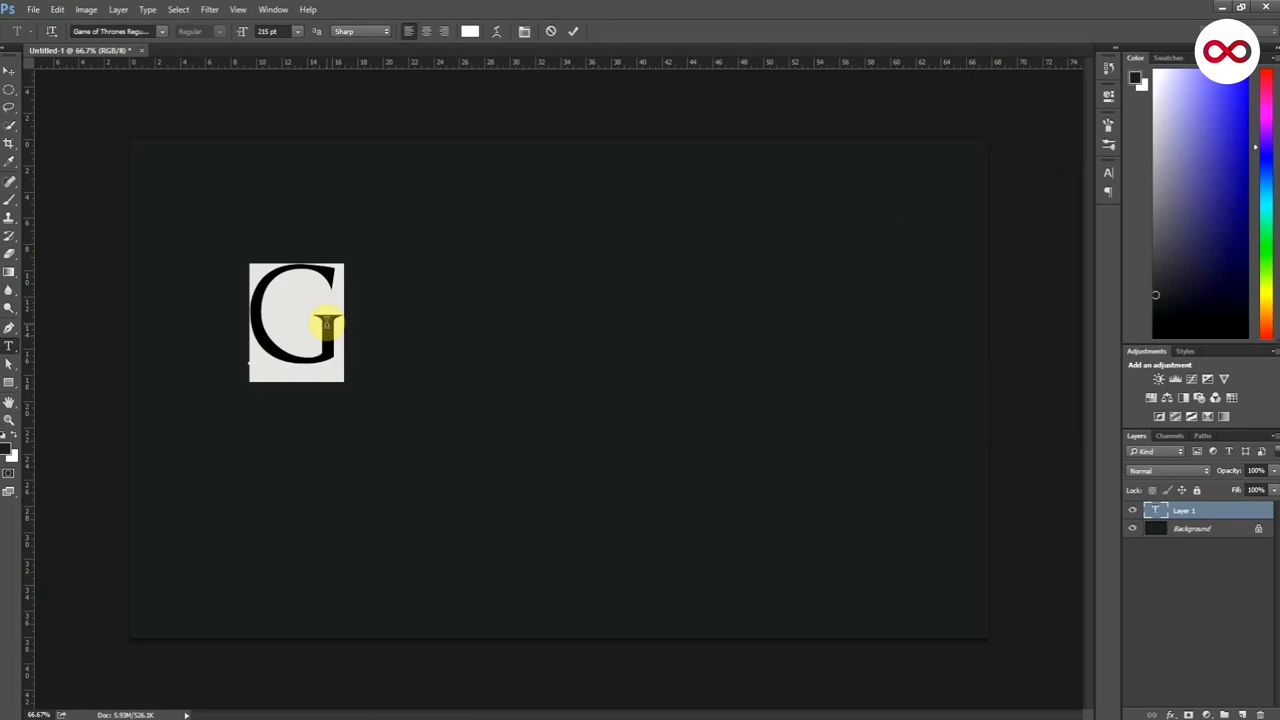 Ps File Edit Image Layer Type Select Filter View Window Help
T Game of Thrones Regu... Regular 215 pt aa Sharp
Untitled-1 @ 66.7% (RGB/8) * ×
Color Swatches
G
A
Adjustments Styles
Add an adjustment
Layers Channels Paths
Kind
Normal Opacity: 100%
Lock: Fill: 100%
T Layer 1
Background
66.67% Doc: 5.93M/526.1K